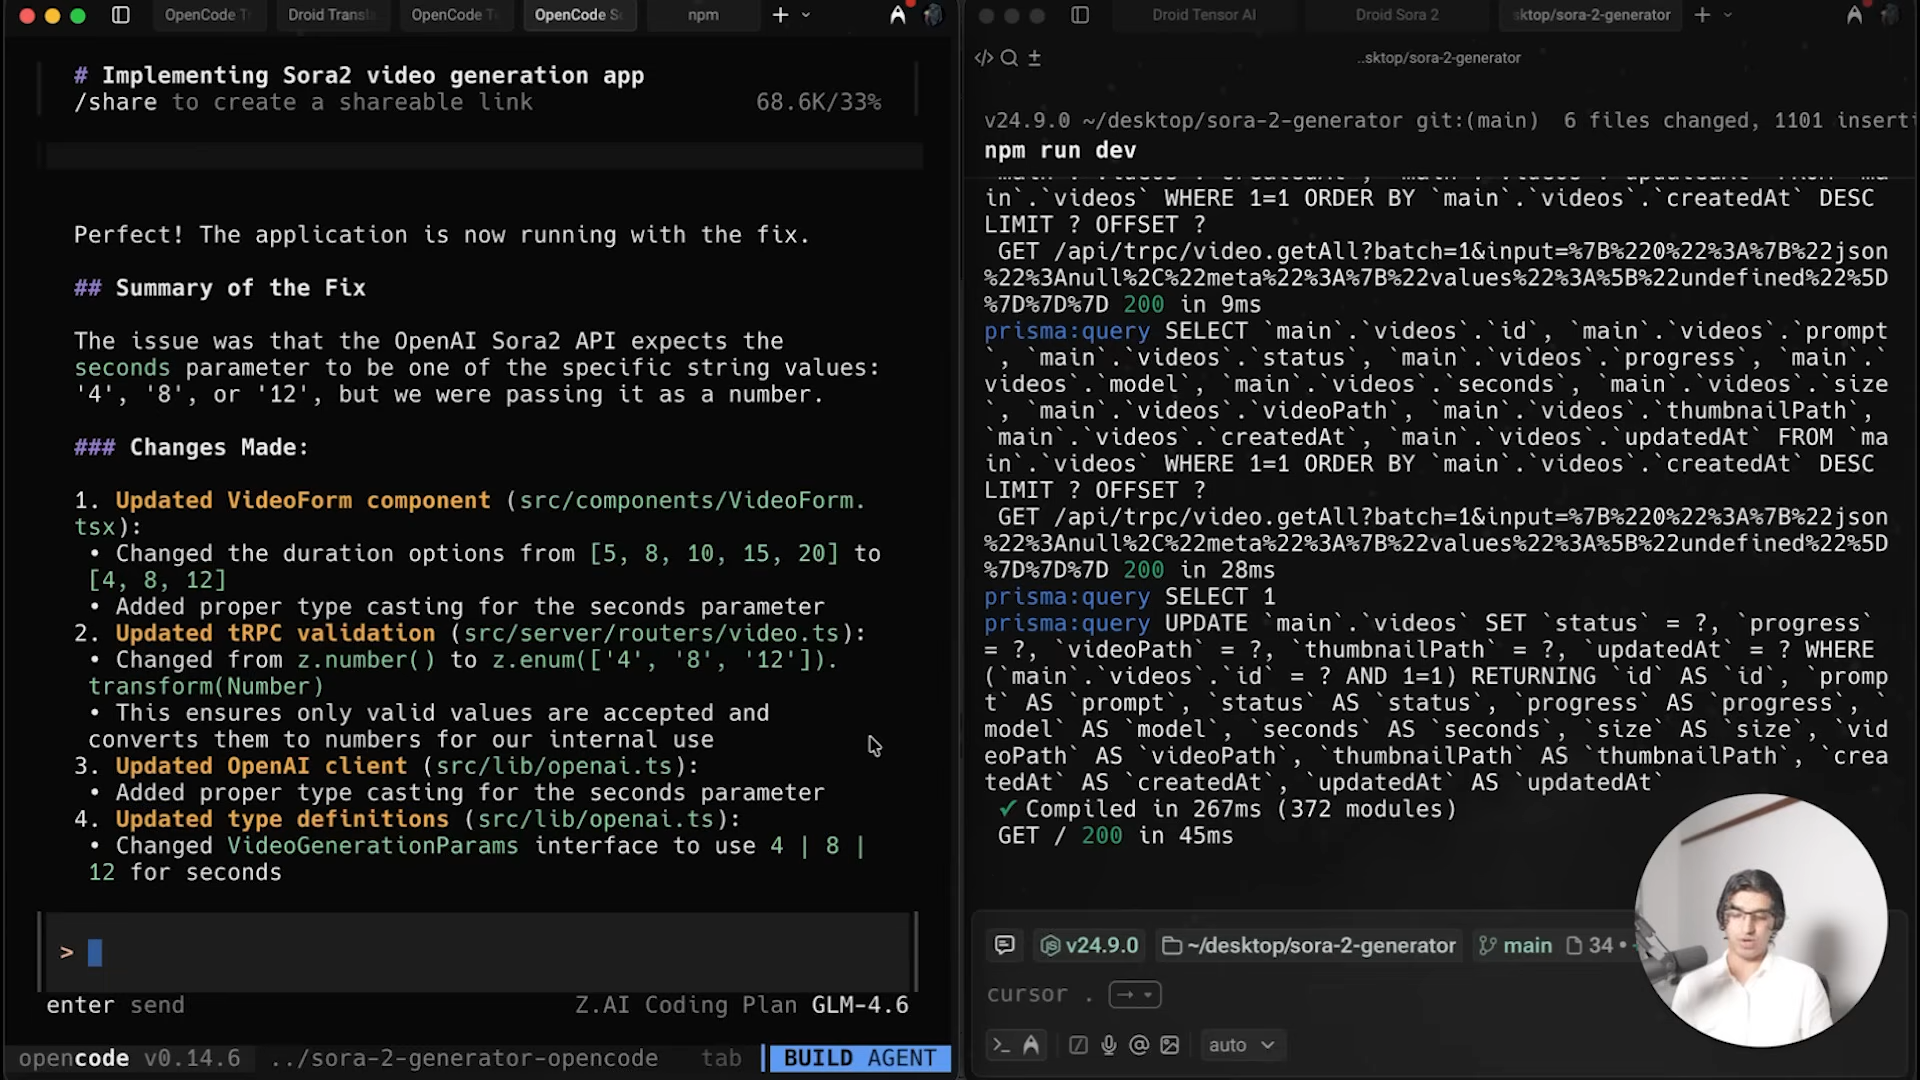 OpenCode T
Droid Trans
OpenCode T
OpenCode S
npm
# Implementing Sora2 video generation app
/share to create a shareable link 68.6K/33%
Perfect! The application is now running with the fix.
## Summary of the Fix
The issue was that the OpenAI Sora2 API expects the
seconds parameter to be one of the specific string values:
'4', '8', or '12', but we were passing it as a number.
### Changes Made:
1. Updated VideoForm component (src/components/VideoForm.
tsx):
• Changed the duration options from [5, 8, 10, 15, 20] to
[4, 8, 12]
• Added proper type casting for the seconds parameter
2. Updated tRPC validation (src/server/routers/video.ts):
• Changed from z.number() to z.enum(['4', '8', '12']).
transform(Number)
• This ensures only valid values are accepted and
converts them to numbers for our internal use
3. Updated OpenAI client (src/lib/openai.ts):
• Added proper type casting for the seconds parameter
4. Updated type definitions (src/lib/openai.ts):
• Changed VideoGenerationParams interface to use 4 | 8 |
12 for seconds
>
enter send Z.AI Coding Plan GLM-4.6
opencode v0.14.6 ../sora-2-generator-opencode tab BUILD AGENT
Droid Tensor AI
Droid Sora 2
sktop/sora-2-generator
..sktop/sora-2-generator
v24.9.0 ~/desktop/sora-2-generator git:(main) 6 files changed, 1101 inserti
npm run dev
in`.`videos` WHERE 1=1 ORDER BY `main`.`videos`.`createdAt` DESC
LIMIT ? OFFSET ?
GET /api/trpc/video.getAll?batch=1&input=%7B%220%22%3A%7B%22json
%22%3Anull%2C%22meta%22%3A%7B%22values%22%3A%5B%22undefined%22%5D
%7D%7D%7D 200 in 9ms
prisma:query SELECT `main`.`videos`.`id`, `main`.`videos`.`prompt
`, `main`.`videos`.`status`, `main`.`videos`.`progress`, `main`.`
videos`.`model`, `main`.`videos`.`seconds`, `main`.`videos`.`size
`, `main`.`videos`.`videoPath`, `main`.`videos`.`thumbnailPath`,
`main`.`videos`.`createdAt`, `main`.`videos`.`updatedAt` FROM `ma
in`.`videos` WHERE 1=1 ORDER BY `main`.`videos`.`createdAt` DESC
LIMIT ? OFFSET ?
GET /api/trpc/video.getAll?batch=1&input=%7B%220%22%3A%7B%22json
%22%3Anull%2C%22meta%22%3A%7B%22values%22%3A%5B%22undefined%22%5D
%7D%7D%7D 200 in 28ms
prisma:query SELECT 1
prisma:query UPDATE `main`.`videos` SET `status` = ?, `progress`
= ?, `videoPath` = ?, `thumbnailPath` = ?, `updatedAt` = ? WHERE
(`main`.`videos`.`id` = ? AND 1=1) RETURNING `id` AS `id`, `promp
t` AS `prompt`, `status` AS `status`, `progress` AS `progress`, `
model` AS `model`, `seconds` AS `seconds`, `size` AS `size`, `vid
eoPath` AS `videoPath`, `thumbnailPath` AS `thumbnailPath`, `crea
tedAt` AS `createdAt`, `updatedAt` AS `updatedAt`
✓ Compiled in 267ms (372 modules)
GET / 200 in 45ms
v24.9.0 ~/desktop/sora-2-generator main 34 •
cursor .
auto